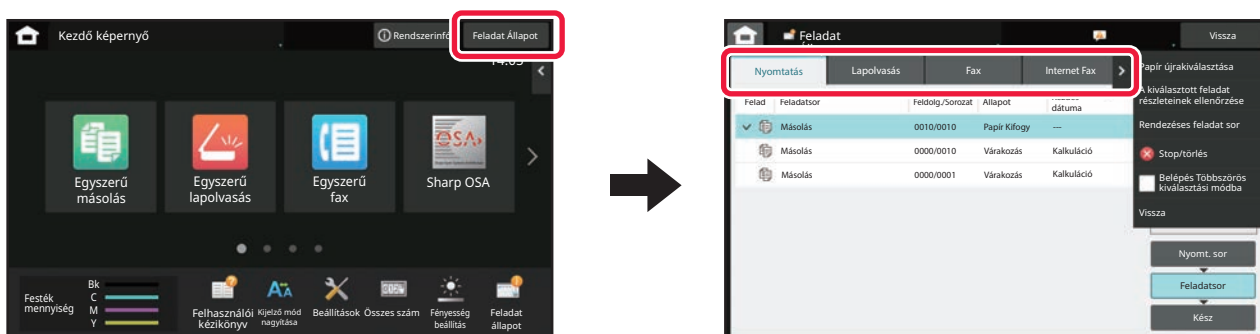 Kezdő képernyő
Rendszerinfó
Feladat Állapot
Egyszerű
másolás
Egyszerű
lapolvasás
Egyszerű
fax
OSA
Sharp OSA
Festék
mennyiség
Bk
C
M
Y
Felhasználói
kézikönyv
Kijelző mód
nagyítása
Beállítások
Összes szám
Fényesség
beállítás
Feladat
állapot
Feladat
Vissza
Nyomtatás
Lapolvasás
Fax
Internet Fax
Papír újrakiválasztása
A kiválasztott feladat
részleteinek ellenőrzése
Rendezéses feladat sor
Stop/törlés
Belépés Többszörös
kiválasztási módba
Vissza
Felad
Feladatsor
Feldolg./Sorozat
Allapot
dátuma
Másolás 0010/0010 Papír Kifogy ---
Másolás 0000/0010 Várakozás Kalkuláció
Másolás 0000/0001 Várakozás Kalkuláció
Nyomt. sor
Feladatsor
Kész